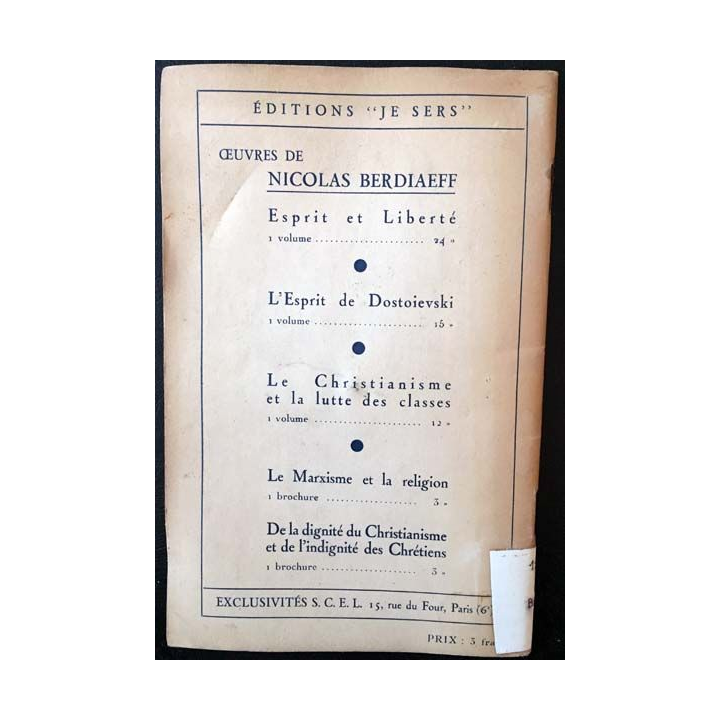 ÉDITIONS “JE SERS”
ŒUVRES DE
NICOLAS BERDIAEFF
Esprit et Liberté
1 volume ...................... 24 »
L'Esprit de Dostoievski
1 volume ...................... 15 »
Le Christianisme
et la lutte des classes
1 volume ...................... 12 »
Le Marxisme et la religion
1 brochure ................... 3 »
De la dignité du Christianisme
et de l'indignité des Chrétiens
1 brochure .................... 3 »
EXCLUSIVITÉS S. C. E. L. 15, rue du Four, Paris (6
PRIX : 3